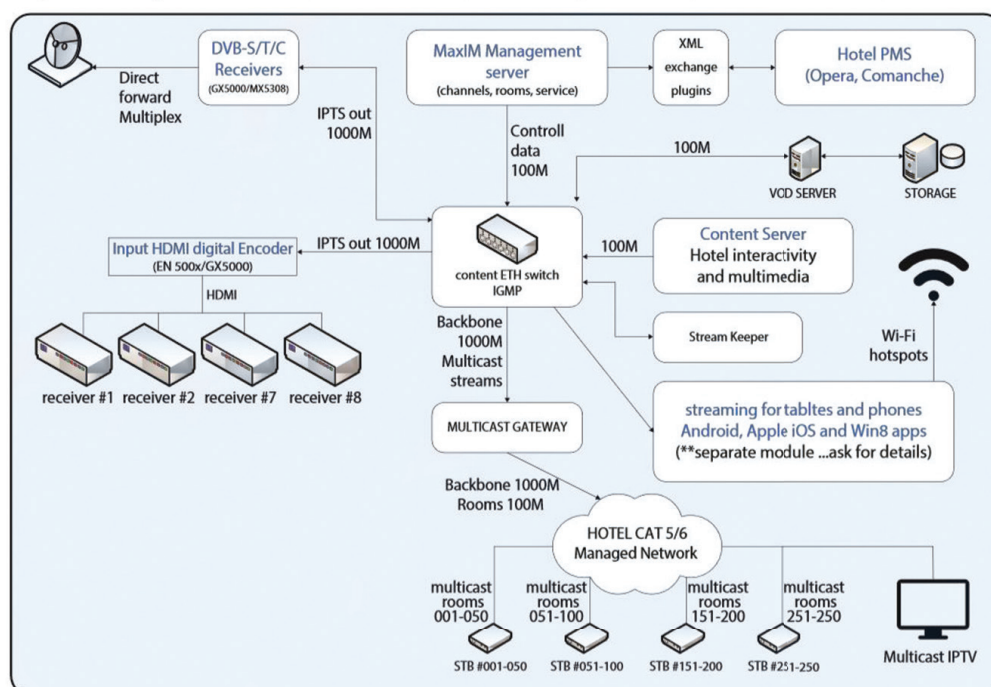 DVB-S/T/C
Receivers
(GX5000/MX5308)
Direct
forward
Multiplex
IPTS out
1000M
MaxIM Management
server
(channels, rooms, service)
XML
exchange
plugins
Hotel PMS
(Opera, Comanche)
Controll
data
100M
100M
VCD SERVER
STORAGE
Input HDMI digital Encoder
(EN 500x/GX5000)
IPTS out 1000M
HDMI
content ETH switch
IGMP
100M
Content Server
Hotel interactivity
and multimedia
Stream Keeper
Wi-Fi
hotspots
receiver #1
receiver #2
receiver #7
receiver #8
Backbone
1000M
Multicast
streams
MULTICAST GATEWAY
streaming for tabltes and phones
Android, Apple iOS and Win8 apps
(**separate module ...ask for details)
Backbone 1000M
Rooms 100M
HOTEL CAT 5/6
Managed Network
multicast
rooms
001-050
multicast
rooms
051-100
multicast
rooms
151-200
multicast
rooms
251-250
STB #001-050
STB #051-100
STB #151-200
STB #251-250
Multicast IPTV